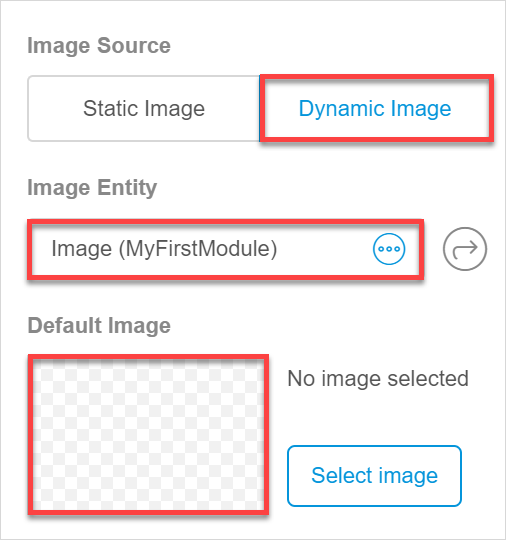 Image Source
Static Image
Dynamic Image
Image Entity
Image (MyFirstModule)
Default Image
No image selected
Select image